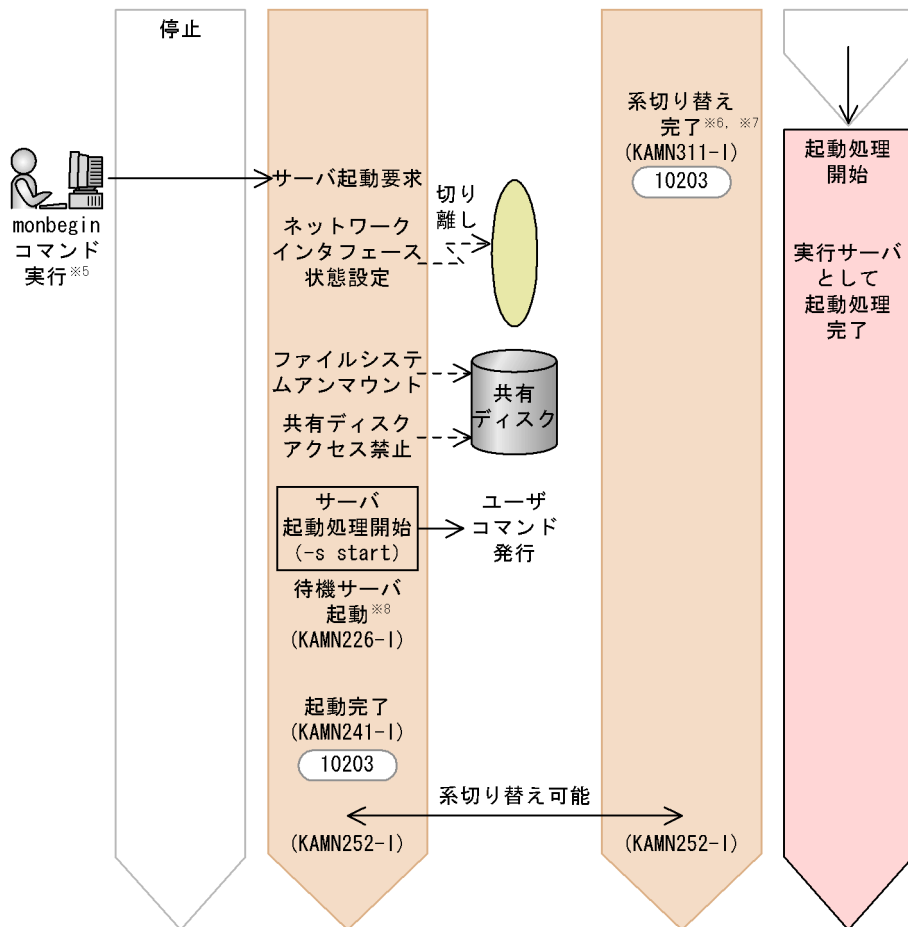 停止
系切り替え
完了※6, ※7
(KAMN311-I)
10203
起動処理
開始
サーバ起動要求
切り
離し
monbegin
コマンド
実行※5
ネットワーク
インタフェース
状態設定
実行サーバ
として
起動処理
完了
ファイルシステ
ムアンマウント
共有
ディスク
共有ディスク
アクセス禁止
サーバ
起動処理開始
(-s start)
ユーザ
コマンド
発行
待機サーバ
起動※8
(KAMN226-I)
起動完了
(KAMN241-I)
10203
系切り替え可能
(KAMN252-I)
(KAMN252-I)